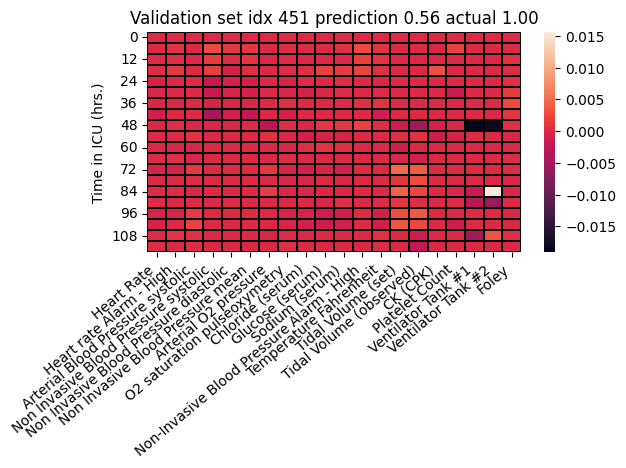 Validation set idx 451 prediction 0.56 actual 1.00
Time in ICU (hrs.)
0
12
24
36
48
60
72
84
96
108
Heart Rate
Heart rate Alarm - High
Arterial Blood Pressure systolic
Non Invasive Blood Pressure systolic
Non Invasive Blood Pressure diastolic
Non Invasive Blood Pressure mean
Arterial O2 pressure
O2 saturation pulseoxymetry
Chloride (serum)
Glucose (serum)
Sodium (serum)
Non-Invasive Blood Pressure Alarm - High
Temperature Fahrenheit
Tidal Volume (set)
Tidal Volume (observed)
CK (CPK)
Platelet Count
Ventilator Tank #1
Ventilator Tank #2
Foley
0.015
0.010
0.005
0.000
−0.005
−0.010
−0.015